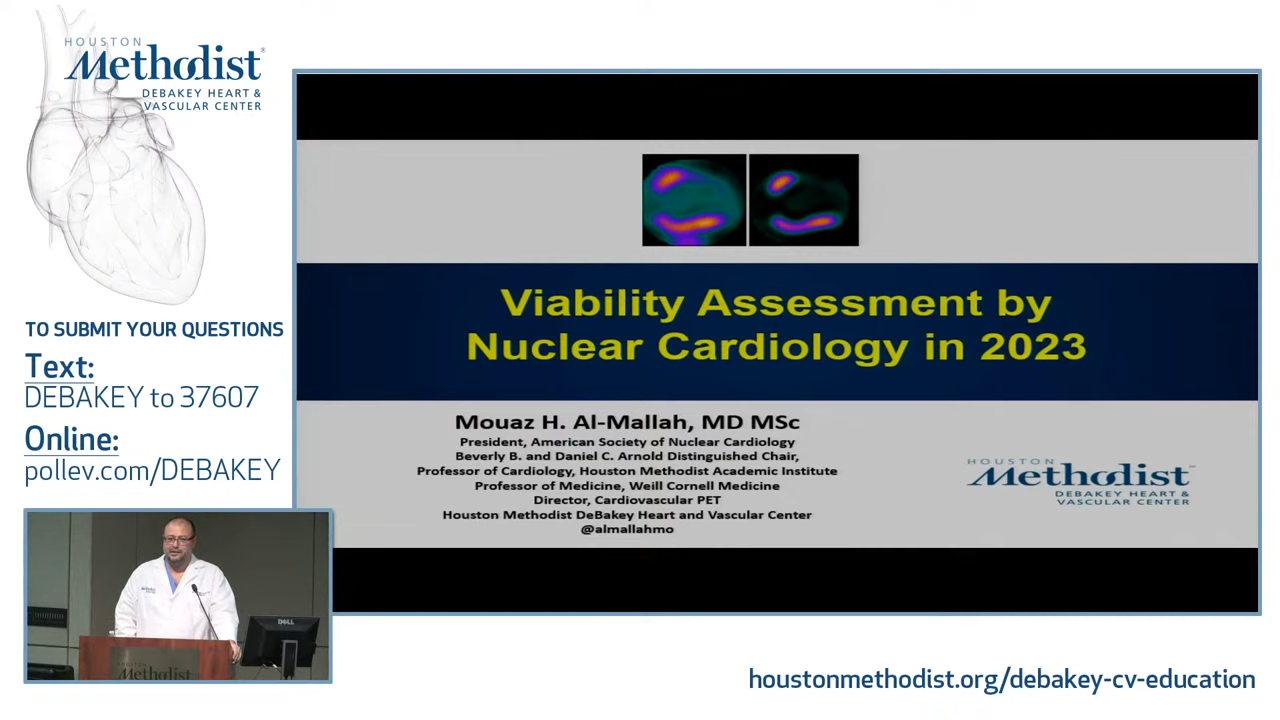 HOUSTON
Methodist®
DEBAKEY HEART &
VASCULAR CENTER
TO SUBMIT YOUR QUESTIONS
Text:
DEBAKEY to 37607
Online:
pollev.com/DEBAKEY
Viability Assessment by
Nuclear Cardiology in 2023
Mouaz H. Al-Mallah, MD MSc
President, American Society of Nuclear Cardiology
Beverly B. and Daniel C. Arnold Distinguished Chair,
Professor of Cardiology, Houston Methodist Academic Institute
Professor of Medicine, Weill Cornell Medicine
Director, Cardiovascular PET
Houston Methodist DeBakey Heart and Vascular Center
@almallahmo
HOUSTON
Methodist
DEBAKEY HEART &
VASCULAR CENTER
DELL
HOUSTON
Methodist
houstonmethodist.org/debakey-cv-education